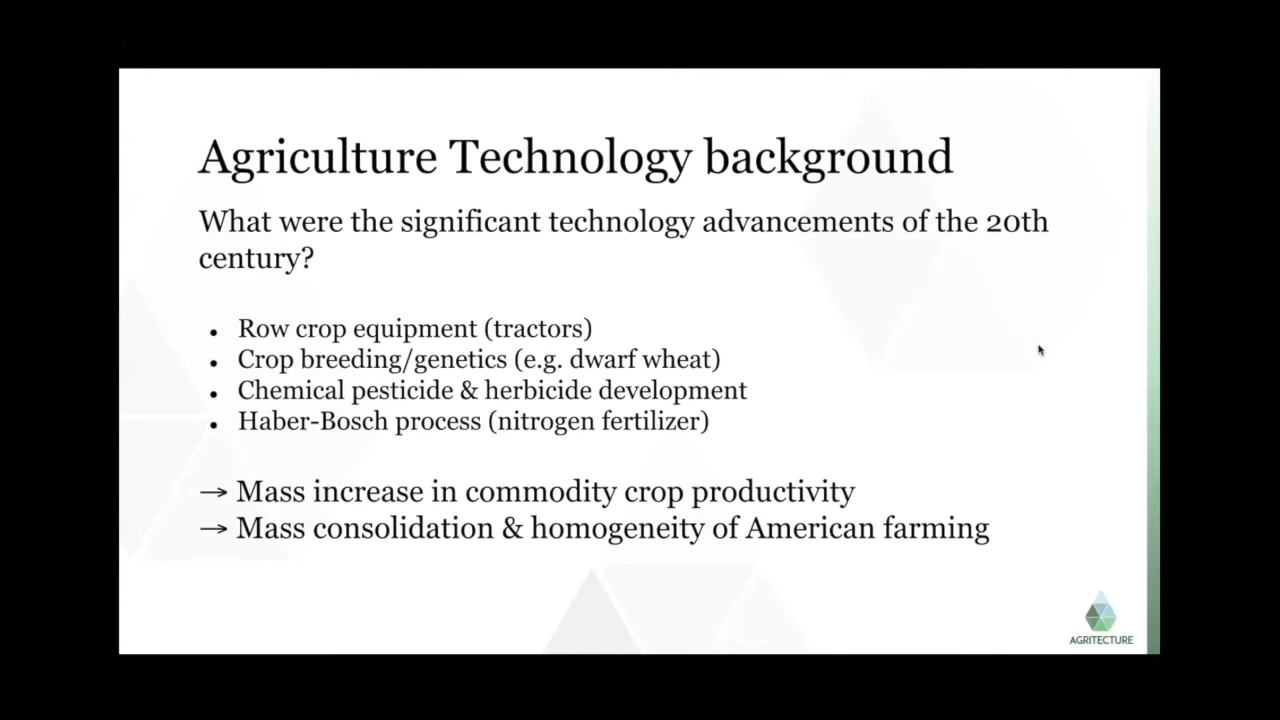 Agriculture Technology background
What were the significant technology advancements of the 20th
century?
• Row crop equipment (tractors)
• Crop breeding/genetics (e.g. dwarf wheat)
• Chemical pesticide & herbicide development
• Haber-Bosch process (nitrogen fertilizer)
→ Mass increase in commodity crop productivity
→ Mass consolidation & homogeneity of American farming
AGRITECTURE